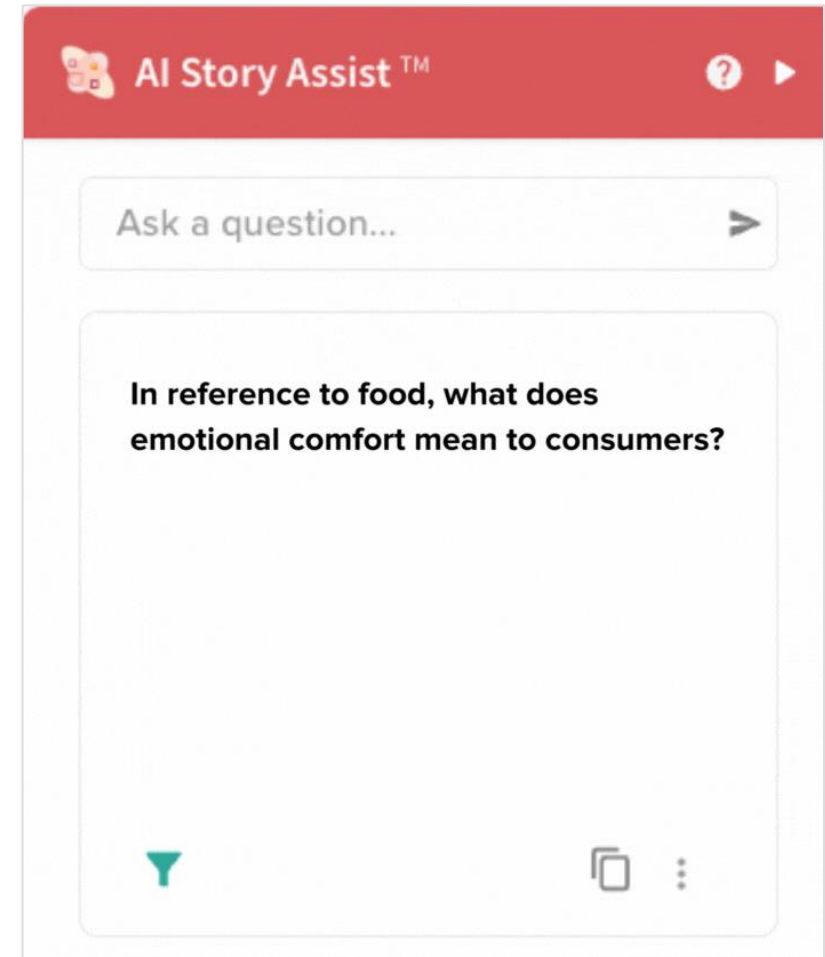 AI Story Assist ™
Ask a question...
In reference to food, what does
emotional comfort mean to consumers?